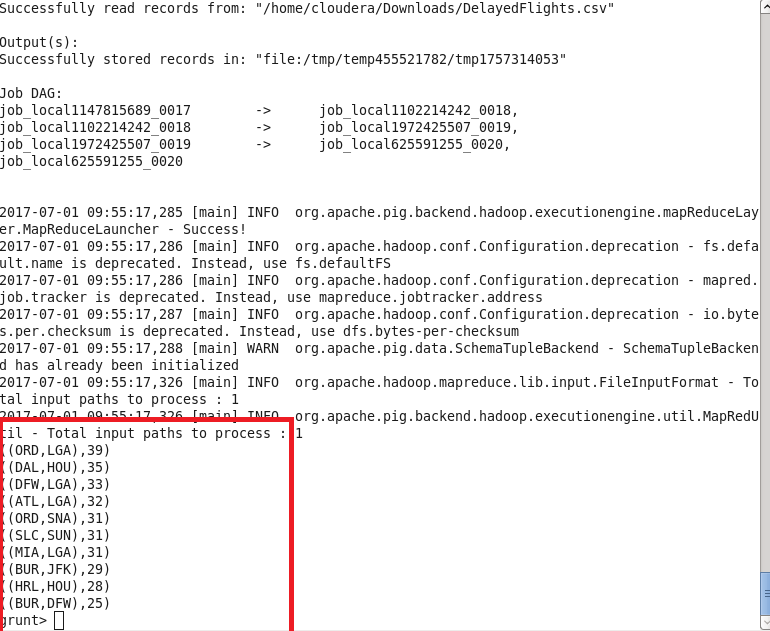 Successfully read records from: "/home/cloudera/Downloads/DelayedFlights.csv"
Output(s):
Successfully stored records in: "file:/tmp/temp455521782/tmp1757314053"
Job DAG:
job_local1147815689_0017 -> job_local1102214242_0018,
job_local1102214242_0018 -> job_local1972425507_0019,
job_local1972425507_0019 -> job_local625591255_0020,
job_local625591255_0020
2017-07-01 09:55:17,285 [main] INFO org.apache.pig.backend.hadoop.executionengine.mapReduceLay
er.MapReduceLauncher - Success!
2017-07-01 09:55:17,286 [main] INFO org.apache.hadoop.conf.Configuration.deprecation - fs.defa
ult.name is deprecated. Instead, use fs.defaultFS
2017-07-01 09:55:17,286 [main] INFO org.apache.hadoop.conf.Configuration.deprecation - mapred.
job.tracker is deprecated. Instead, use mapreduce.jobtracker.address
2017-07-01 09:55:17,287 [main] INFO org.apache.hadoop.conf.Configuration.deprecation - io.byte
s.per.checksum is deprecated. Instead, use dfs.bytes-per-checksum
2017-07-01 09:55:17,288 [main] WARN org.apache.pig.data.SchemaTupleBackend - SchemaTupleBacken
d has already been initialized
2017-07-01 09:55:17,326 [main] INFO org.apache.hadoop.mapreduce.lib.input.FileInputFormat - To
tal input paths to process : 1
2017-07-01 09:55:17,326 [main] INFO org.apache.pig.backend.hadoop.executionengine.util.MapRedU
til - Total input paths to process : 1
((ORD,LGA),39)
((DAL,HOU),35)
((DFW,LGA),33)
((ATL,LGA),32)
((ORD,SNA),31)
((SLC,SUN),31)
((MIA,LGA),31)
((BUR,JFK),29)
((HRL,HOU),28)
((BUR,DFW),25)
grunt>